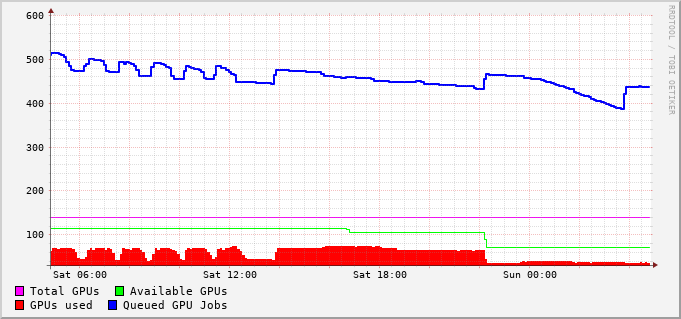 600
500
400
300
200
100
Sat 06:00 Sat 12:00 Sat 18:00 Sun 00:00
Total GPUs Available GPUs
GPUs used Queued GPU Jobs
RRDTOOL / TOBI OETIKER